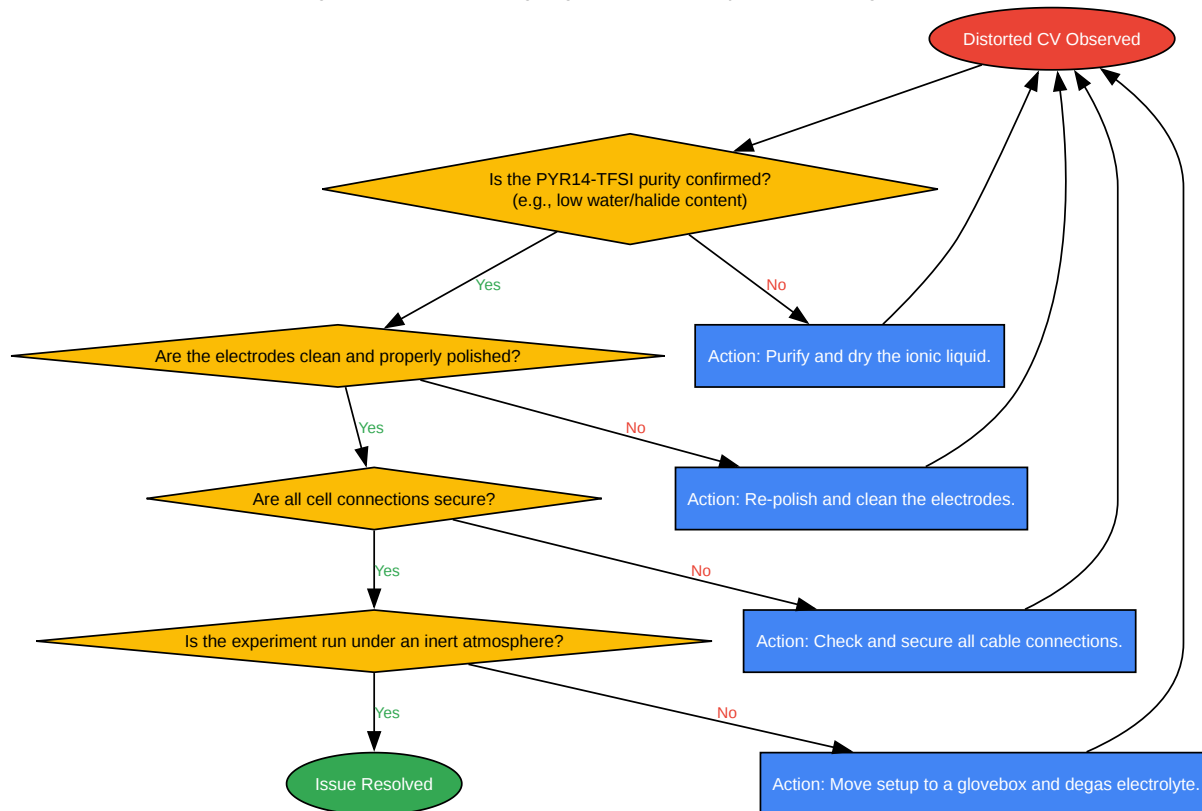 Distorted CV Observed
Is the PYR14-TFSI purity confirmed?
(e.g., low water/halide content)
Yes
No
Are the electrodes clean and properly polished?
Action: Purify and dry the ionic liquid.
Yes
No
Are all cell connections secure?
Action: Re-polish and clean the electrodes.
Yes
No
Is the experiment run under an inert atmosphere?
Action: Check and secure all cable connections.
Yes
No
Issue Resolved
Action: Move setup to a glovebox and degas electrolyte.